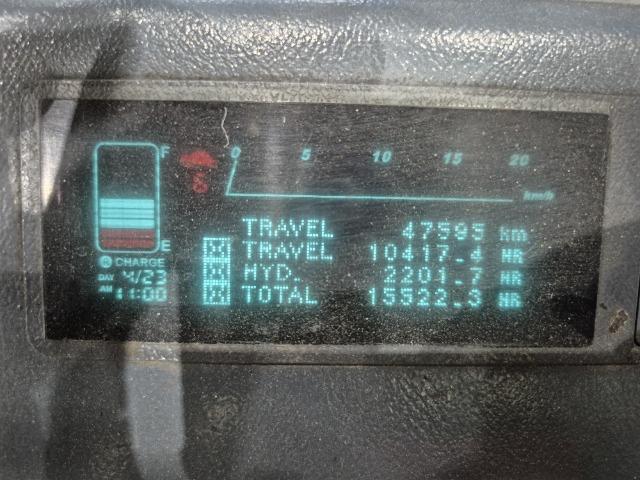 F
0 5 10 15 20
km/h
E
CHARGE
DAY 4/23
AM 11:00
TRAVEL 47595 km
TRAVEL 10417.4 HR
HYD. 2201.7 HR
TOTAL 15522.3 HR